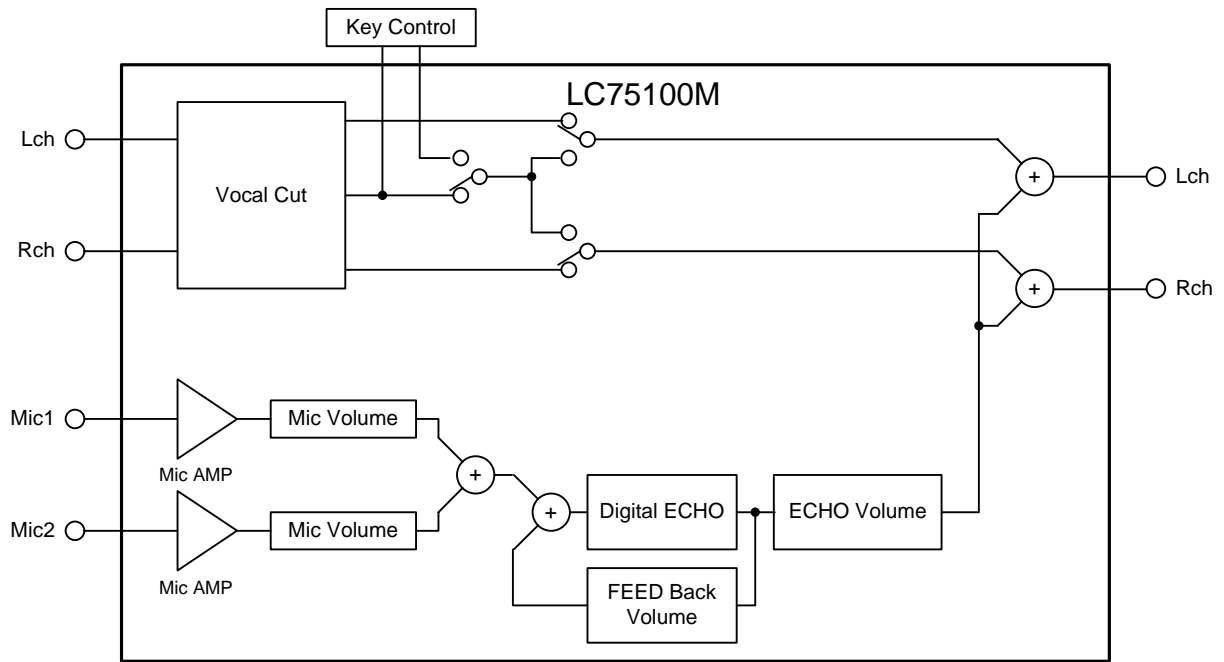 Key Control
LC75100M
Lch
Vocal Cut
+
Lch
Rch
+
Rch
Mic1
Mic Volume
Mic AMP
+
Mic2
Mic Volume
+
Digital ECHO
ECHO Volume
Mic AMP
FEED Back
Volume